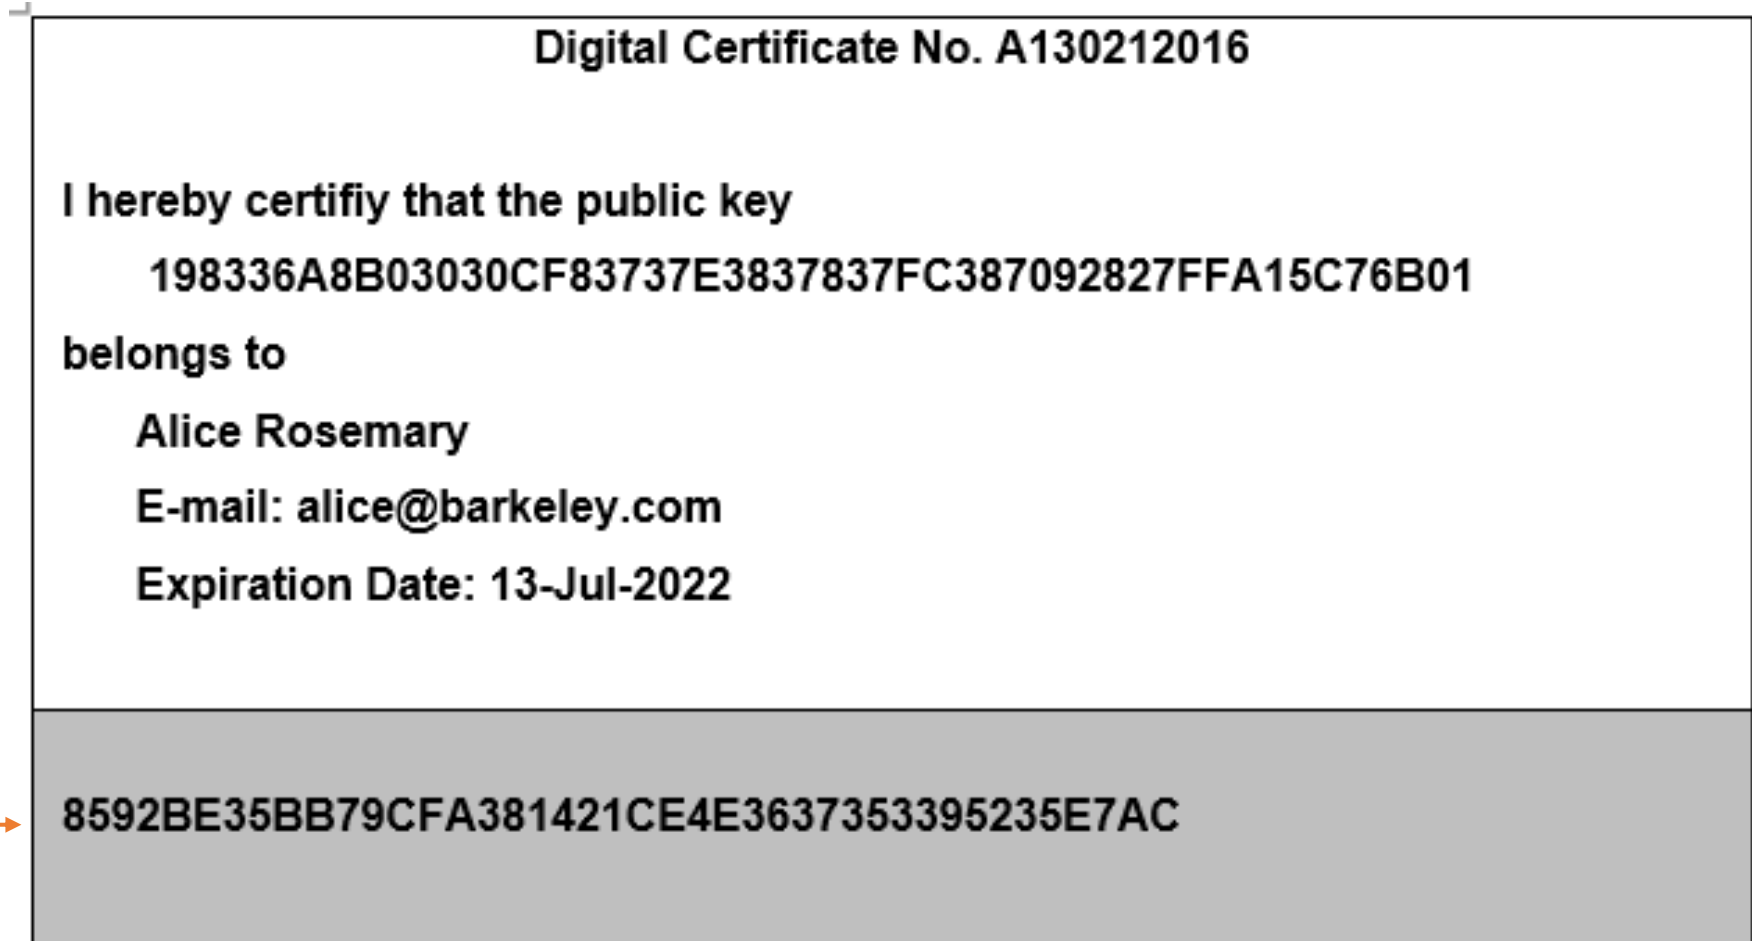 Digital Certificate No. A130212016
I hereby certifiy that the public key
198336A8B03030CF83737E3837837FC387092827FFA15C76B01
belongs to
Alice Rosemary
E-mail: alice@barkeley.com
Expiration Date: 13-Jul-2022
8592BE35BB79CFA381421CE4E3637353395235E7AC